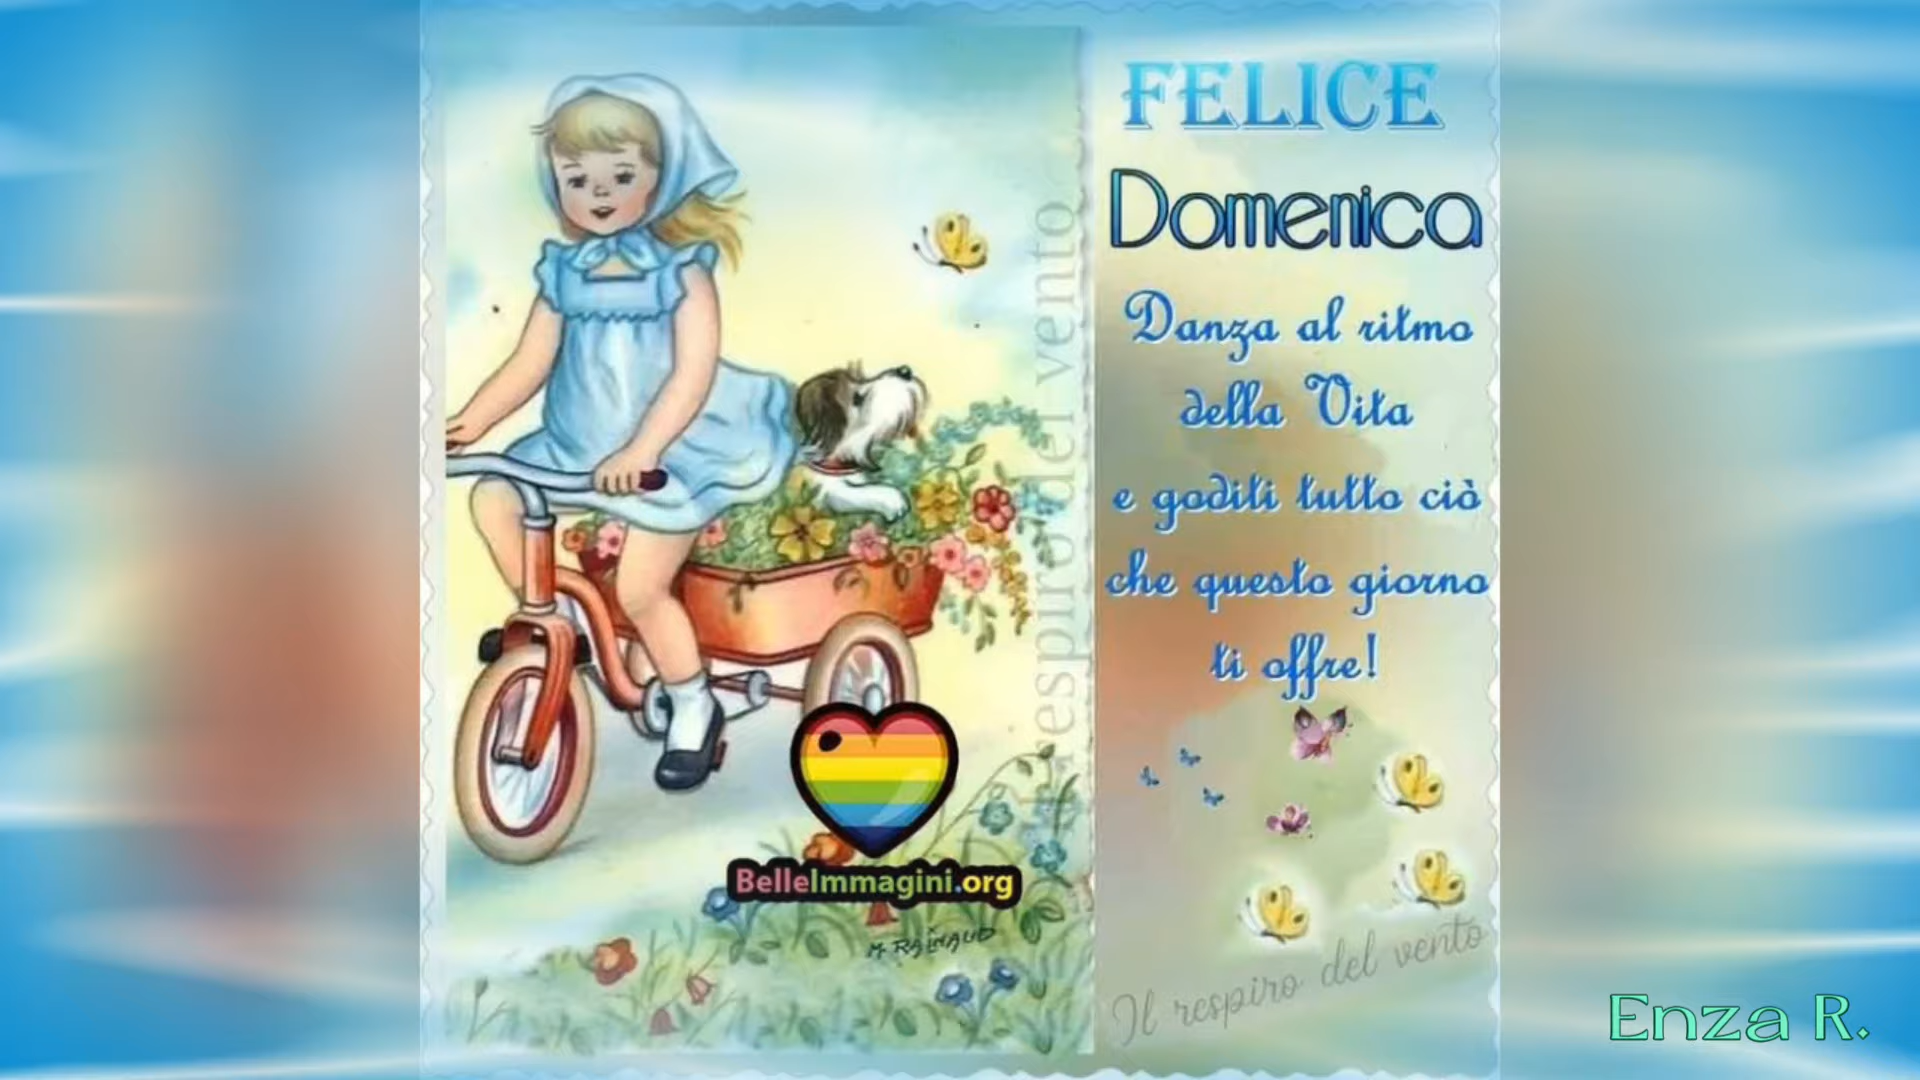 FELICE
Domenica
Danza al ritmo
della Vita
e goditi tutto ciò
che questo giorno
ti offre!
Il respiro del vento
Il respiro del vento
BelleImmagini.org
M. RAINAUD
Enza R.